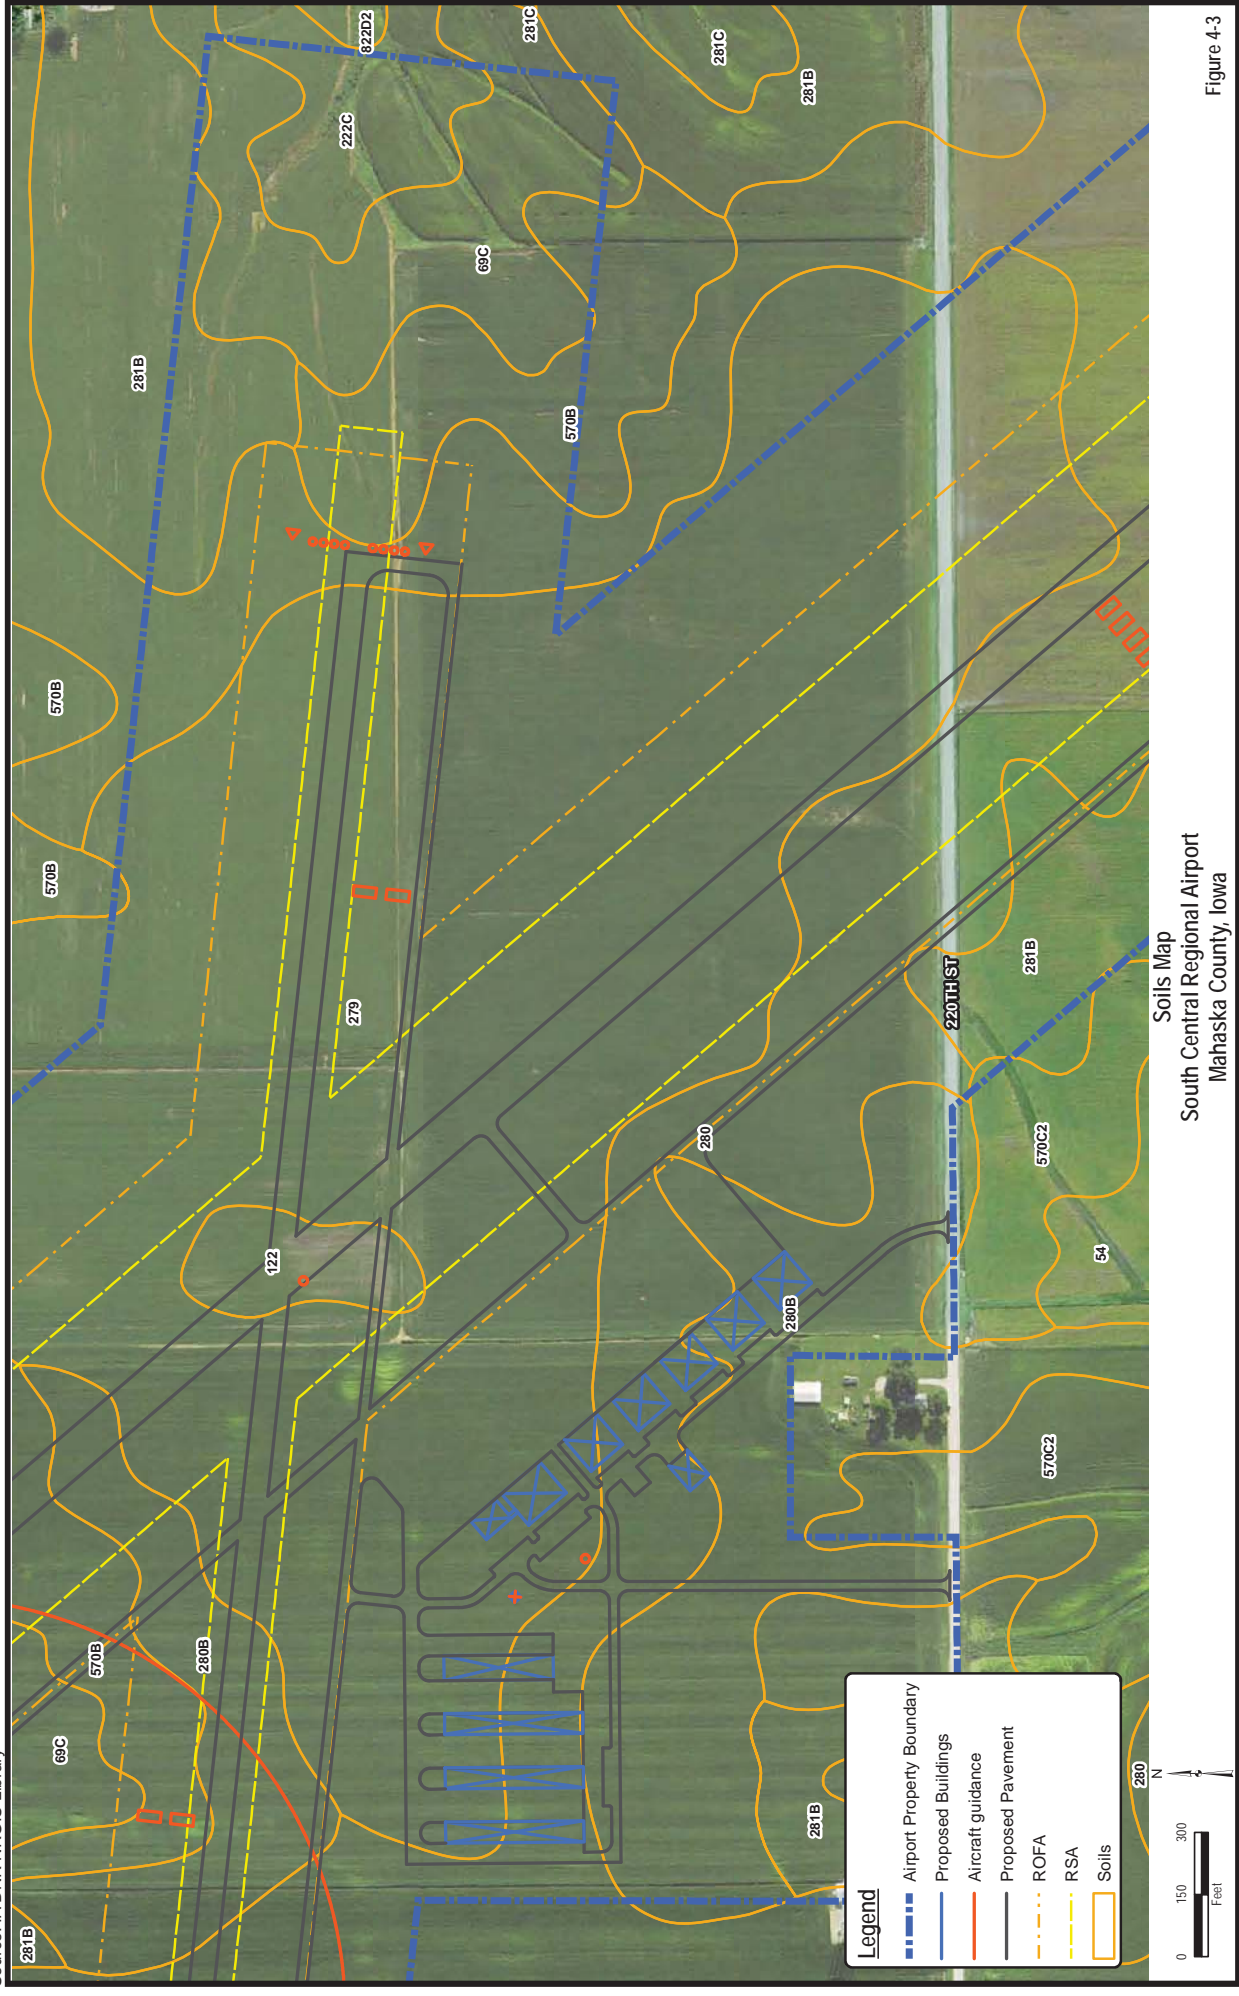 822D2
281C
281C
281B
222C
69C
281B
570B
570B
570B
279
122
280
280B
220TH ST
281B
570C2
54
570C2
570B
280B
69C
281B
281B
280
Legend
Airport Property Boundary
Proposed Buildings
Aircraft guidance
Proposed Pavement
ROFA
RSA
Soils
N
0 150 300
Feet
Soils Map
South Central Regional Airport
Mahaska County, Iowa
Figure 4-3